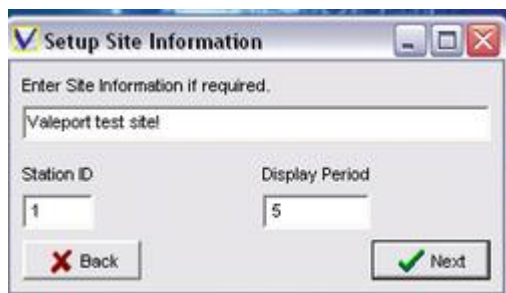 Setup Site Information
Enter Site Information if required.
Valeport test site!
Station ID Display Period
1 5
Back Next